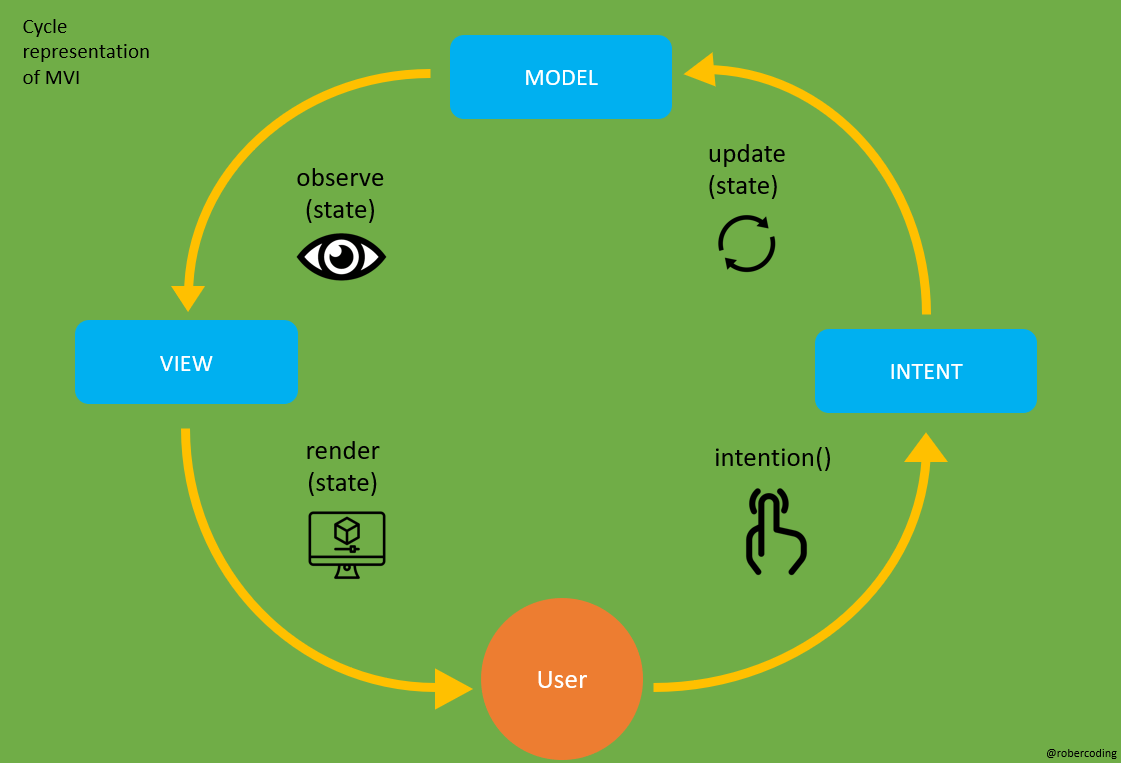 Cycle
representation
of MVI
MODEL
update
(state)
observe
(state)
VIEW
INTENT
render
(state)
intention()
User
@robercoding